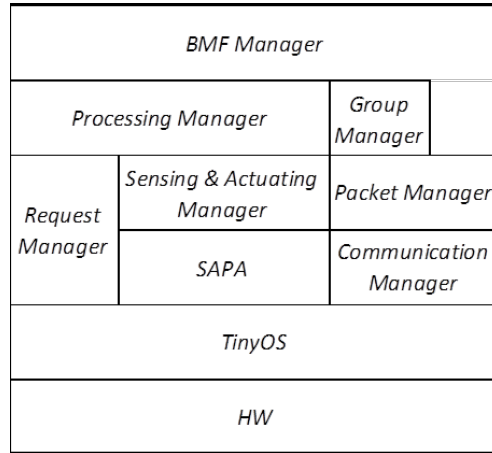 BMF Manager
Processing Manager
Group
Manager
Sensing & Actuating
Manager
Packet Manager
Request
Manager
SAPA
Communication
Manager
TinyOS
HW